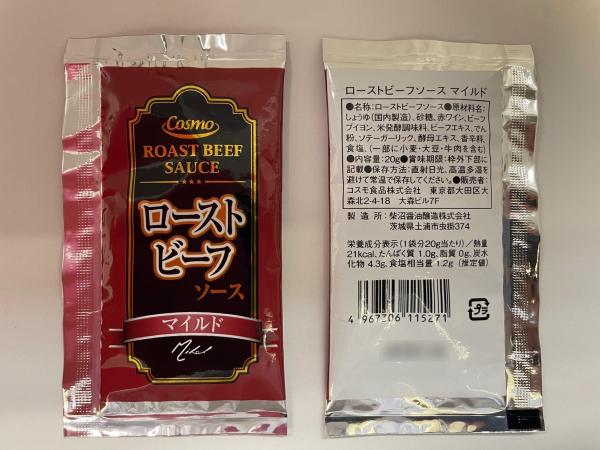 Cosmo
ROAST BEEF
SAUCE
ロースト
ビーフ
ソース
マイルド
Mild
ローストビーフソース マイルド
●名称:ローストビーフソース●原材料名:
しょうゆ(国内製造)、砂糖、赤ワイン、ビーフ
ブイヨン、米発酵調味料、ビーフエキス、でん
粉、ソテーガーリック、酵母エキス、香辛料、
食塩、(一部に小麦・大豆・牛肉を含む)
●内容量:20g●賞味期限:枠外下部に
記載●保存方法:直射日光、高温多湿を
避けて常温で保存してください。●販売者:
コスモ食品株式会社 東京都大田区大
森北2-4-18 大森ビル7F
製造所:柴沼醤油醸造株式会社
茨城県土浦市虫掛374
栄養成分表示(1袋分20g当たり)/熱量
21kcal、たんぱく質 1.0g、脂質 0g、炭水
化物 4.3g、食塩相当量 1.2g(推定値)
4 967306 115271
プラ